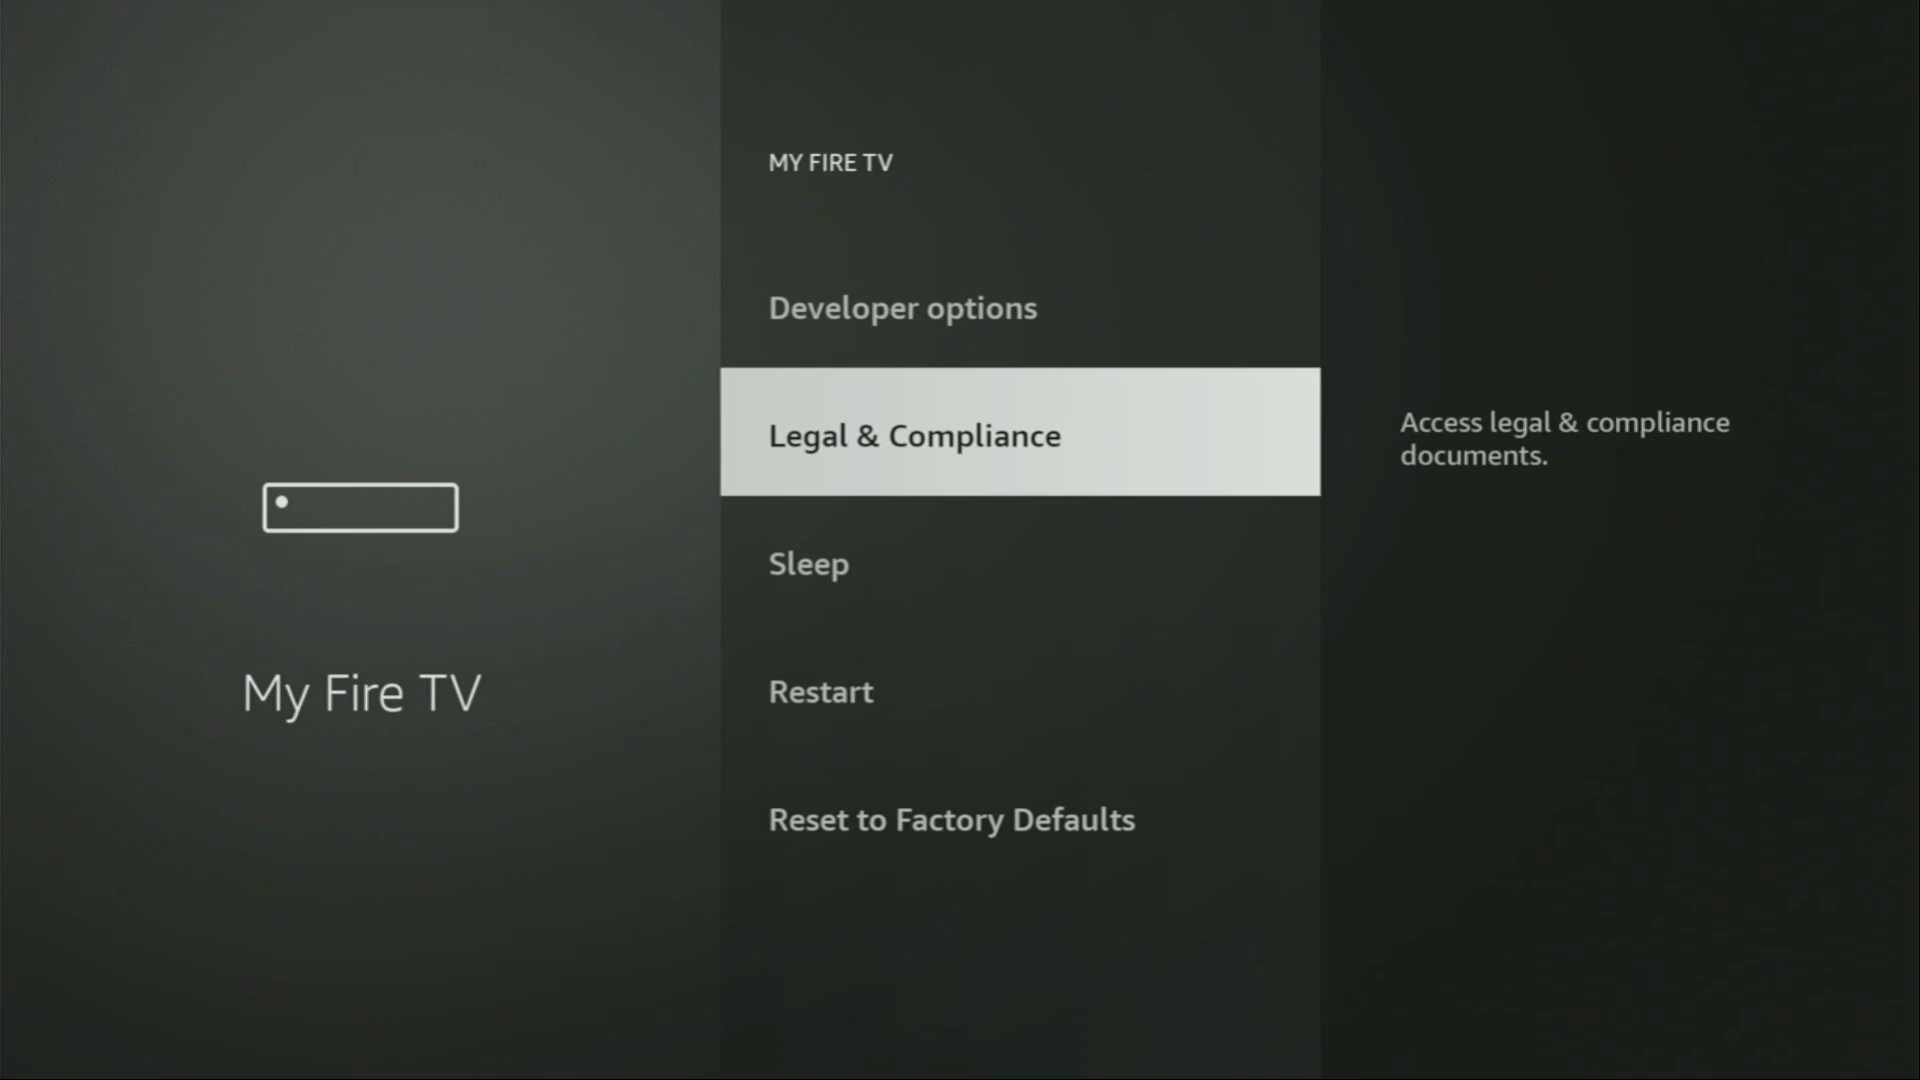 MY FIRE TV
Developer options
Legal & Compliance
Access legal & compliance
documents.
Sleep
Restart
My Fire TV
Reset to Factory Defaults